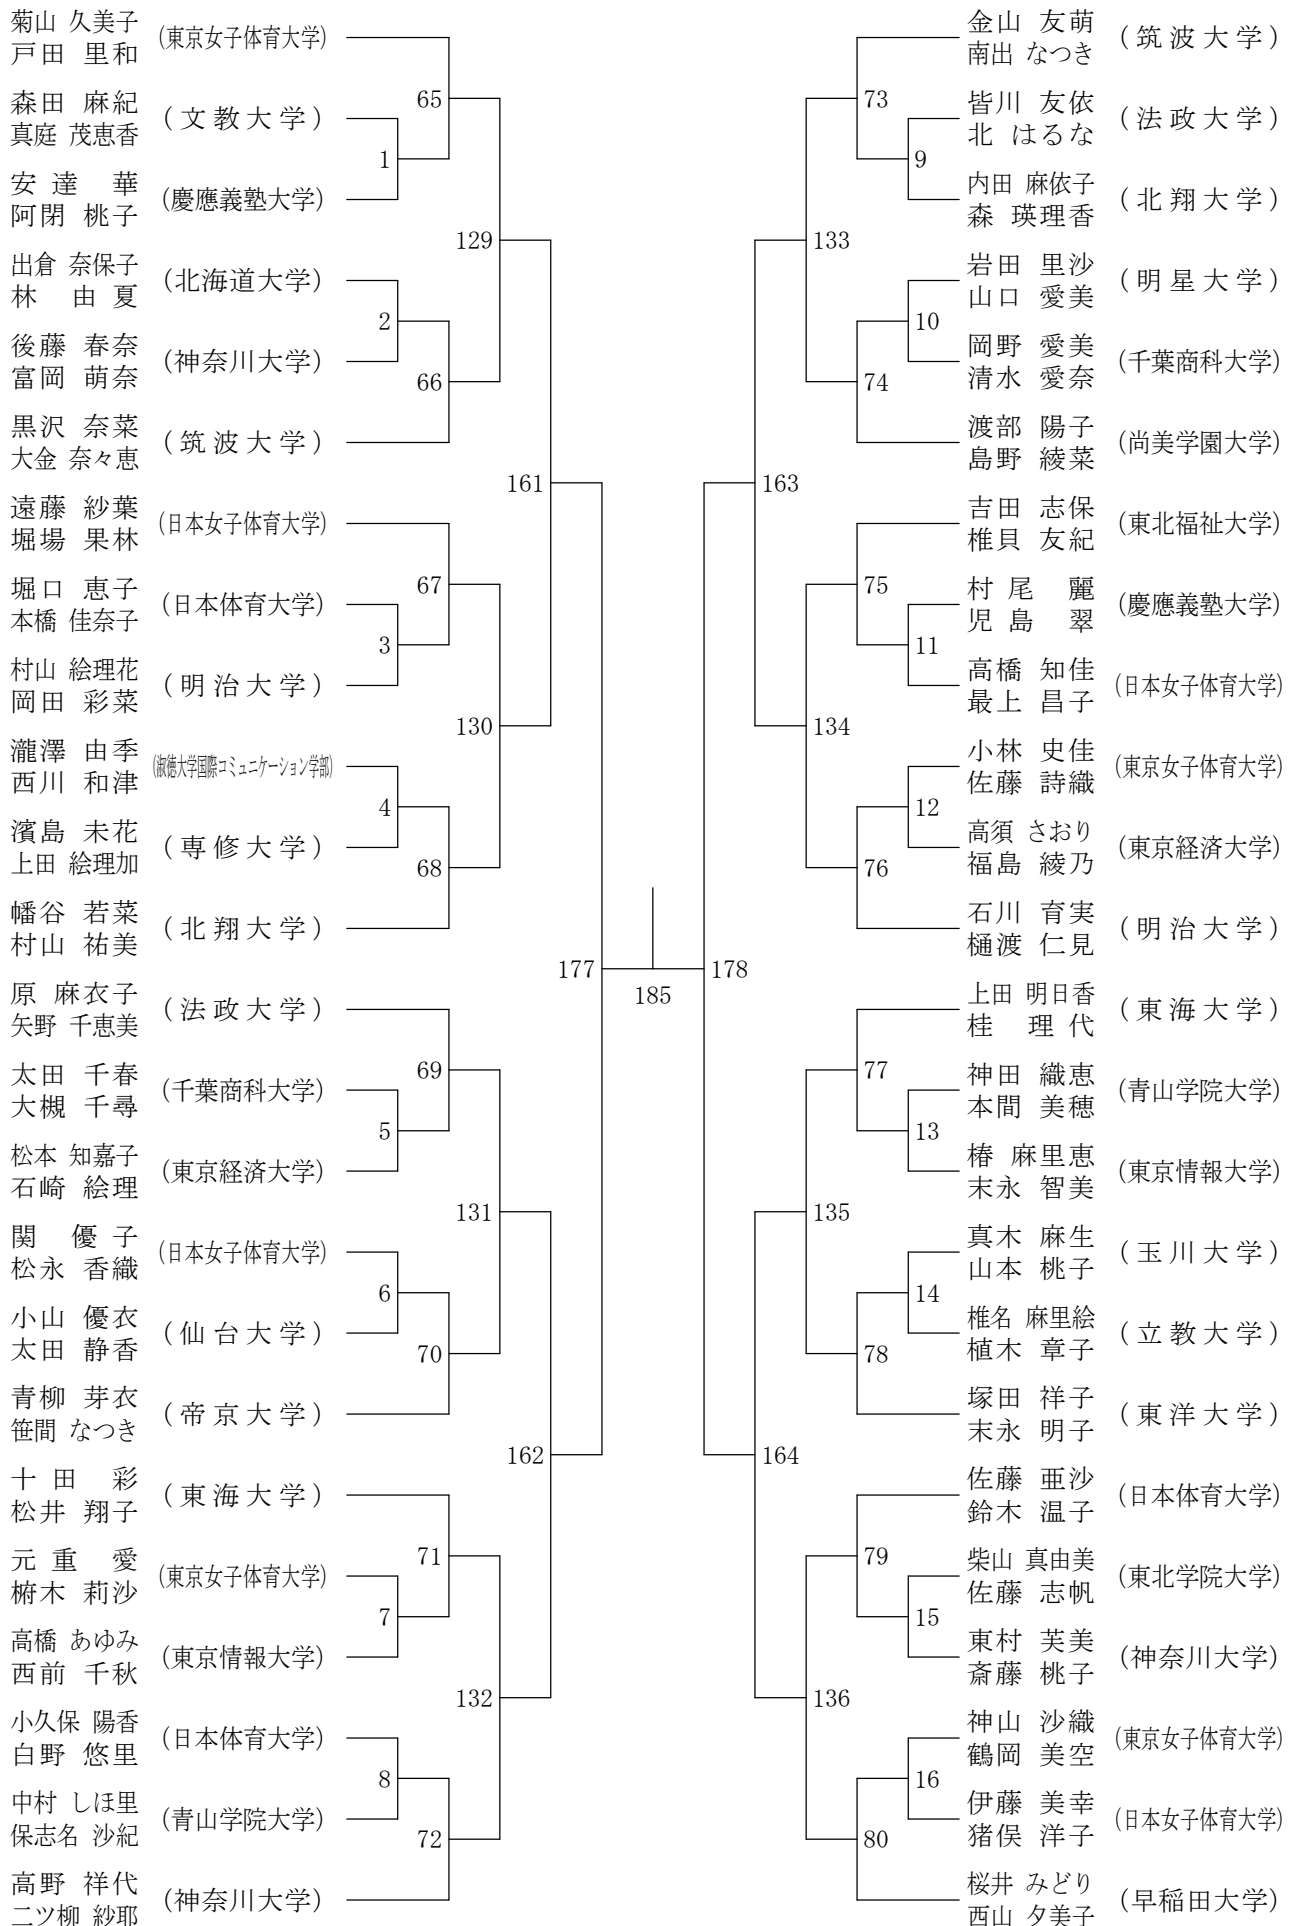 菊山 久美子
戸田 里和
(東京女子体育大学)
森田 麻紀
真庭 茂恵香
(文教大学)
安達 華
阿閉 桃子
(慶應義塾大学)
出倉 奈保子
林 由夏
(北海道大学)
後藤 春奈
富岡 萌奈
(神奈川大学)
黒沢 奈菜
大金 奈々恵
(筑波大学)
遠藤 紗葉
堀場 果林
(日本女子体育大学)
堀口 恵子
本橋 佳奈子
(日本体育大学)
村山 絵理花
岡田 彩菜
(明治大学)
瀧澤 由季
西川 和津
(淑徳大学国際コミュニケーション学部)
濱島 未花
上田 絵理加
(専修大学)
幡谷 若菜
村山 祐美
(北翔大学)
原 麻衣子
矢野 千恵美
(法政大学)
太田 千春
大槻 千尋
(千葉商科大学)
松本 知嘉子
石崎 絵理
(東京経済大学)
関 優子
松永 香織
(日本女子体育大学)
小山 優衣
太田 静香
(仙台大学)
青柳 芽衣
笹間 なつき
(帝京大学)
十田 彩
松井 翔子
(東海大学)
元重 愛
椨木 莉沙
(東京女子体育大学)
高橋 あゆみ
西前 千秋
(東京情報大学)
小久保 陽香
白野 悠里
(日本体育大学)
中村 しほ里
保志名 沙紀
(青山学院大学)
高野 祥代
二ツ柳 紗耶
(神奈川大学)
65
1
129
2
66
161
67
3
130
4
68
177
69
5
131
6
70
162
71
7
132
8
72
185
73
9
133
10
74
163
75
11
134
12
76
178
77
13
135
14
78
164
79
15
136
16
80
金山 友萌
南出 なつき
(筑波大学)
皆川 友依
北 はるな
(法政大学)
内田 麻依子
森 瑛理香
(北翔大学)
岩田 里沙
山口 愛美
(明星大学)
岡野 愛美
清水 愛奈
(千葉商科大学)
渡部 陽子
島野 綾菜
(尚美学園大学)
吉田 志保
椎貝 友紀
(東北福祉大学)
村尾 麗
児島 翠
(慶應義塾大学)
高橋 知佳
最上 昌子
(日本女子体育大学)
小林 史佳
佐藤 詩織
(東京女子体育大学)
高須 さおり
福島 綾乃
(東京経済大学)
石川 育実
樋渡 仁見
(明治大学)
上田 明日香
桂 理代
(東海大学)
神田 織恵
本間 美穂
(青山学院大学)
椿 麻里恵
末永 智美
(東京情報大学)
真木 麻生
山本 桃子
(玉川大学)
椎名 麻里絵
植木 章子
(立教大学)
塚田 祥子
末永 明子
(東洋大学)
佐藤 亜沙
鈴木 温子
(日本体育大学)
柴山 真由美
佐藤 志帆
(東北学院大学)
東村 芙美
斎藤 桃子
(神奈川大学)
神山 沙織
鶴岡 美空
(東京女子体育大学)
伊藤 美幸
猪俣 洋子
(日本女子体育大学)
桜井 みどり
西山 夕美子
(早稲田大学)